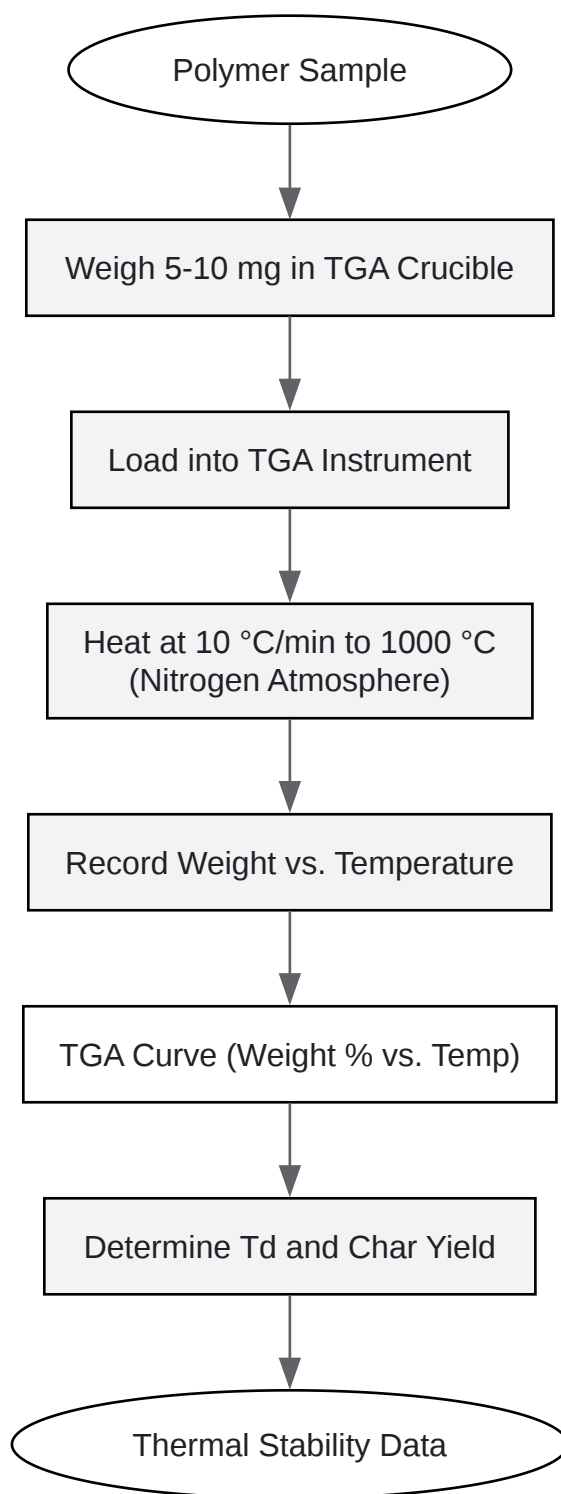 Polymer Sample
Weigh 5-10 mg in TGA Crucible
Load into TGA Instrument
Heat at 10 °C/min to 1000 °C
(Nitrogen Atmosphere)
Record Weight vs. Temperature
TGA Curve (Weight % vs. Temp)
Determine Td and Char Yield
Thermal Stability Data